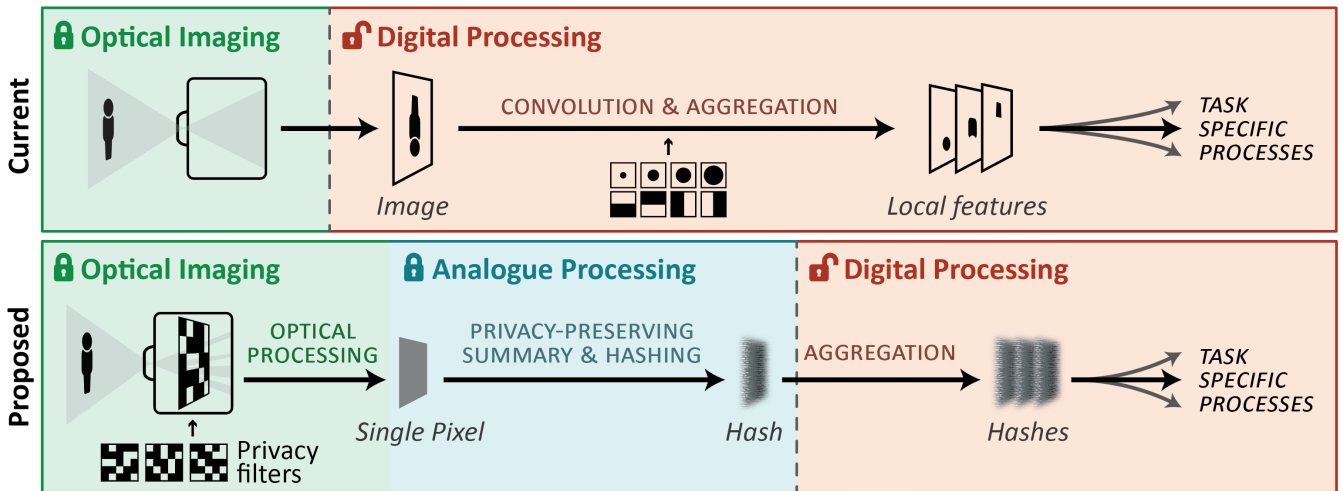 Current
Optical Imaging
Digital Processing
CONVOLUTION & AGGREGATION
Image
Local features
TASK
SPECIFIC
PROCESSES
Proposed
Optical Imaging
Analogue Processing
Digital Processing
OPTICAL
PROCESSING
PRIVACY-PRESERVING
SUMMARY & HASHING
AGGREGATION
Single Pixel
Hash
Hashes
TASK
SPECIFIC
PROCESSES
Privacy
filters